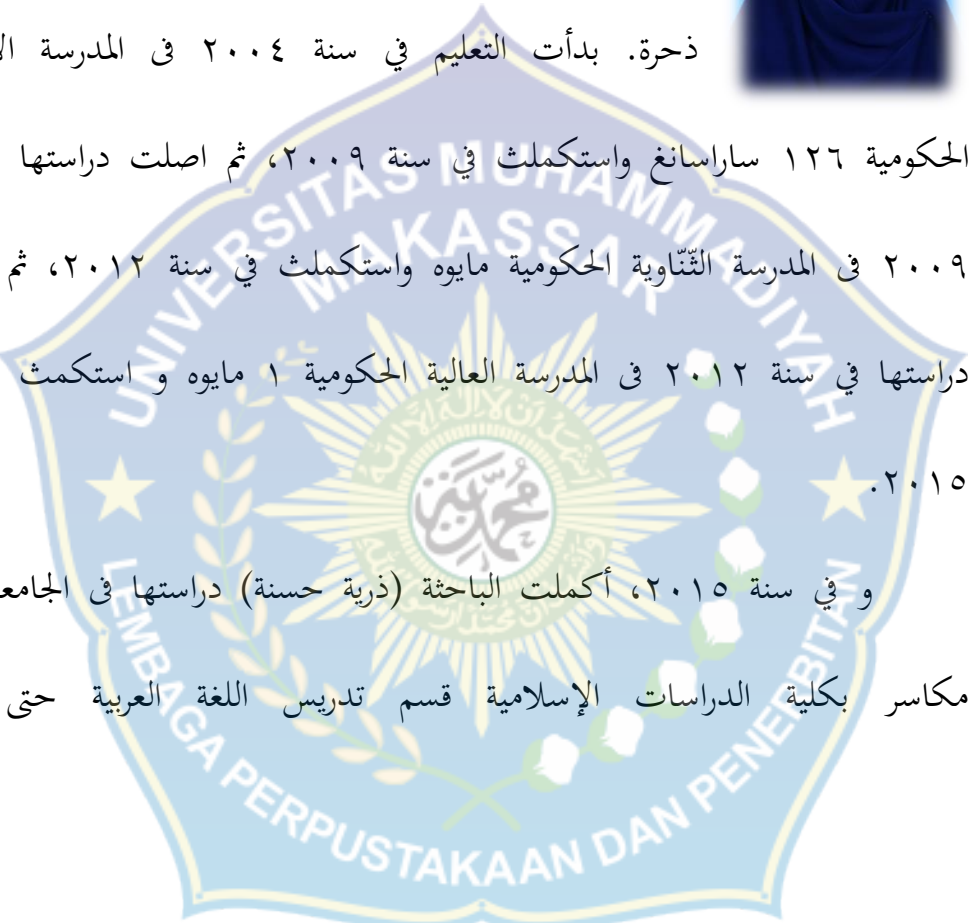 ذحرة. بدأت التعليم في سنة ٢٠٠٤ فى المدرسة
الحكومية ١٢٦ ساراسانغ واستكملث في سنة ٢٠٠٩، ثم اصلت دراستها
٢٠٠٩ فى المدرسة الثّنّاوية الحكومية مايوه واستكملث في سنة ٢٠١٢، ثم
دراستها في سنة ٢٠١٢ فى المدرسة العالية الحكومية ١ مايوه و استكمث
٢٠١٥.
و في سنة ٢٠١٥، أكملت الباحثة (ذرية حسنة) دراستها فى
مكاسر بكلية الدراسات الإسلامية قسم تدريس اللغة العربية حتى
UNIVERSITAS MUHAMMADIYAH
MAKASSAR
LEMBAGA PERPUSTAKAAN DAN PENERBITAN